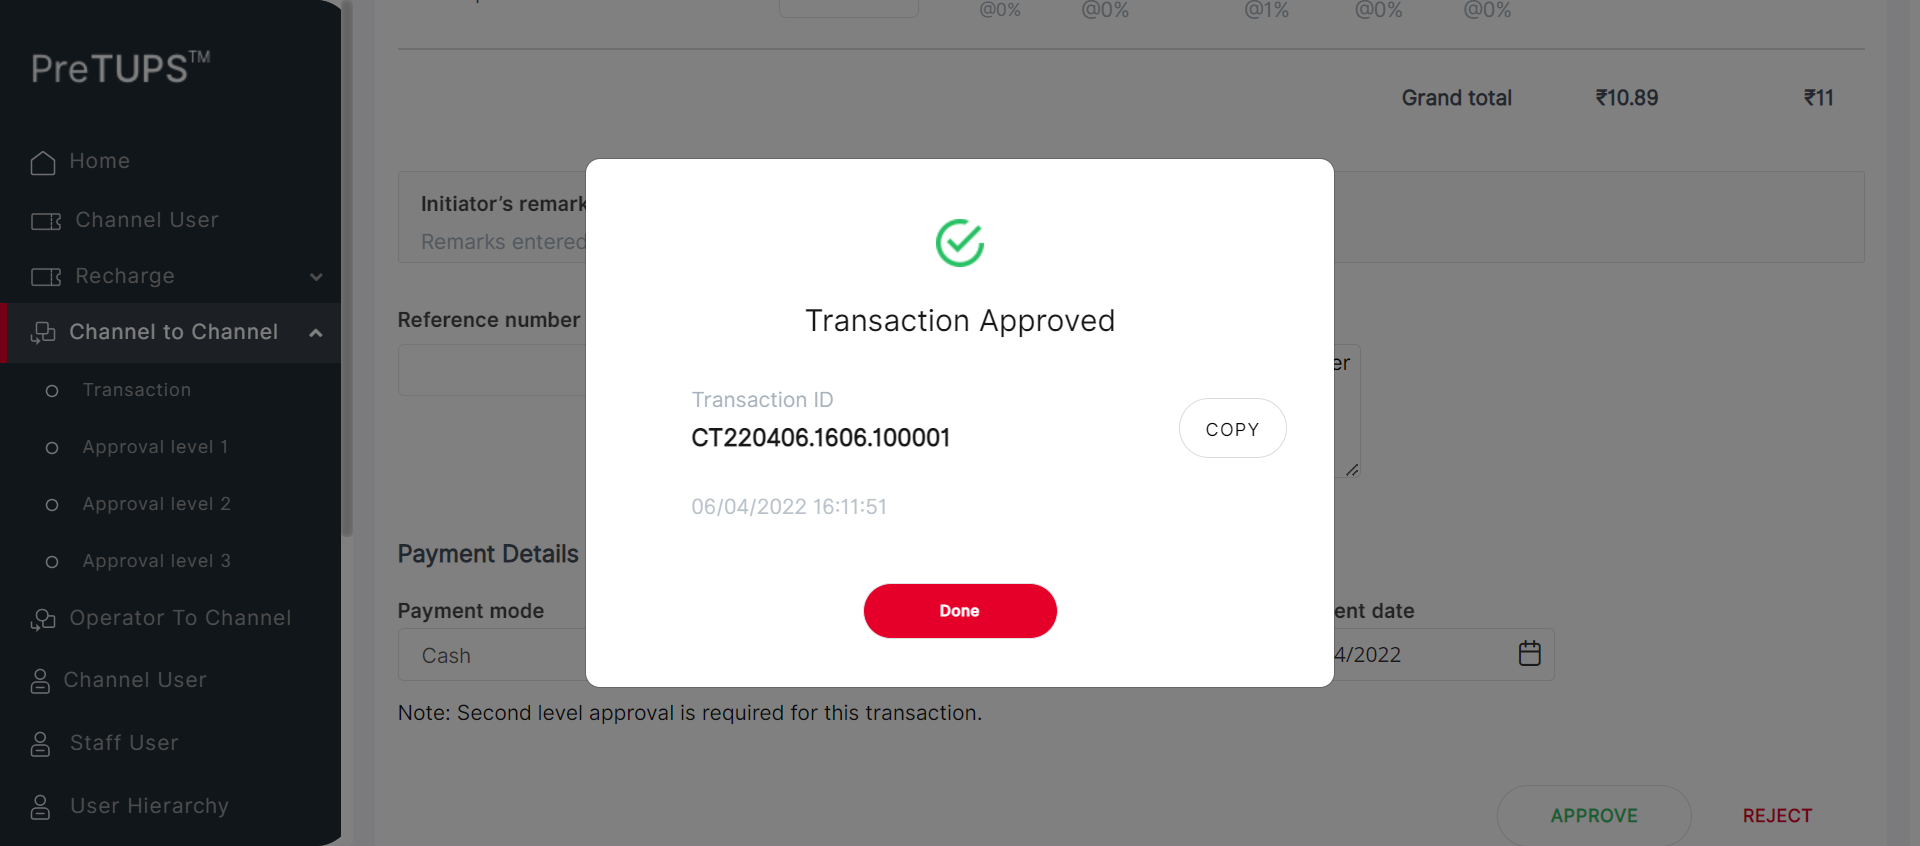 PreTUPS™
Home
Channel User
Recharge
Channel to Channel
Transaction
Approval level 1
Approval level 2
Approval level 3
Operator To Channel
Channel User
Staff User
User Hierarchy
@0% @0% @1% @0% @0%
Grand total ₹10.89 ₹11
Initiator’s remark
Remarks entered
Reference number
er
Payment Details
Payment mode
ent date
Cash
4/2022
Note: Second level approval is required for this transaction.
APPROVE
REJECT
Transaction Approved
Transaction ID
CT220406.1606.100001
COPY
06/04/2022 16:11:51
Done